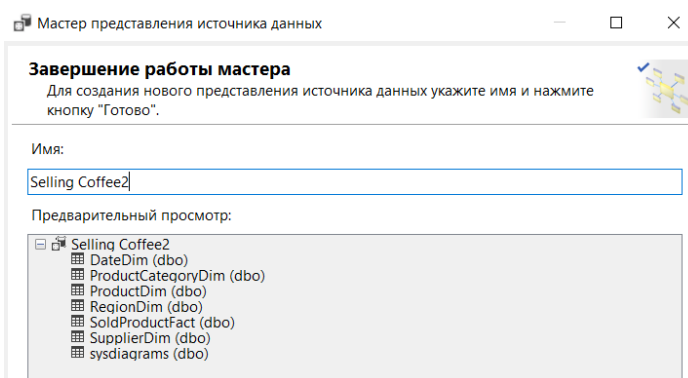 Мастер представления источника данных
Завершение работы мастера
Для создания нового представления источника данных укажите имя и нажмите
кнопку "Готово".
Имя:
Selling Coffee2
Предварительный просмотр:
Selling Coffee2
DateDim (dbo)
ProductCategoryDim (dbo)
ProductDim (dbo)
RegionDim (dbo)
SoldProductFact (dbo)
SupplierDim (dbo)
sysdiagrams (dbo)